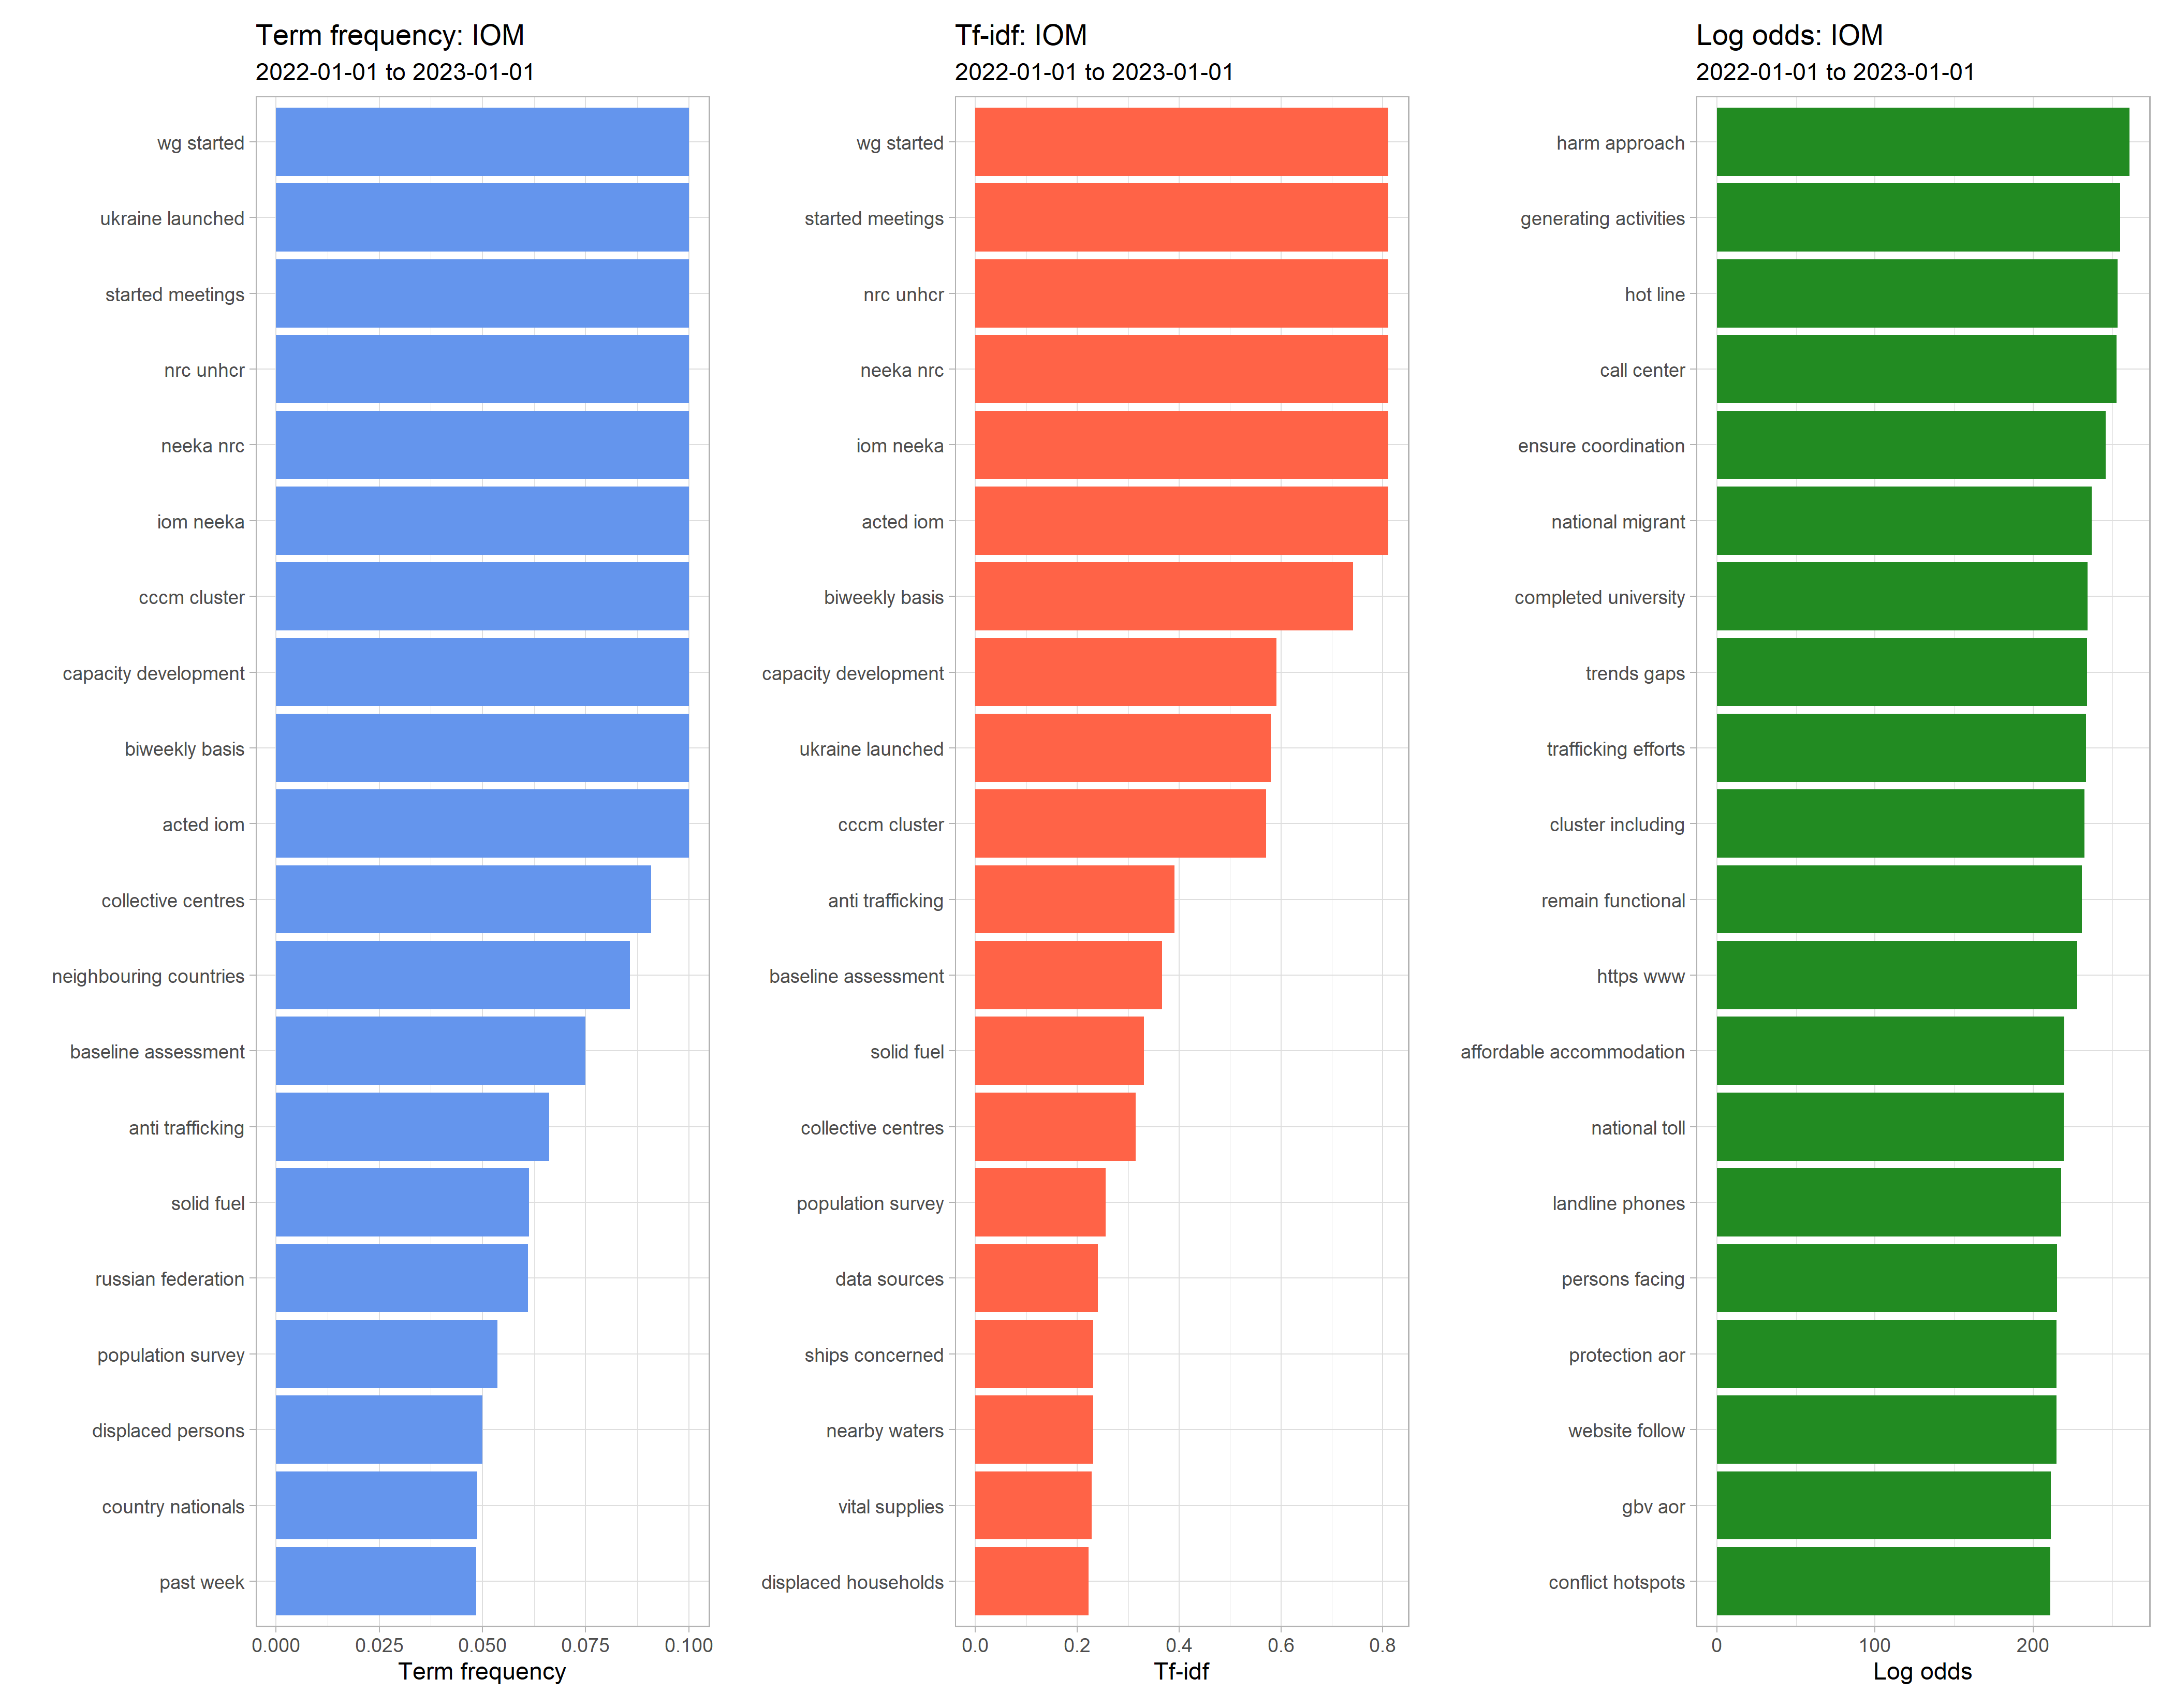 Term frequency: IOM
2022-01-01 to 2023-01-01
wg started
ukraine launched
started meetings
nrc unhcr
neeka nrc
iom neeka
cccm cluster
capacity development
biweekly basis
acted iom
collective centres
neighbouring countries
baseline assessment
anti trafficking
solid fuel
russian federation
population survey
displaced persons
country nationals
past week
0.000 0.025 0.050 0.075 0.100
Term frequency
Tf-idf: IOM
2022-01-01 to 2023-01-01
wg started
started meetings
nrc unhcr
neeka nrc
iom neeka
acted iom
biweekly basis
capacity development
ukraine launched
cccm cluster
anti trafficking
baseline assessment
solid fuel
collective centres
population survey
data sources
ships concerned
nearby waters
vital supplies
displaced households
0.0 0.2 0.4 0.6 0.8
Tf-idf
Log odds: IOM
2022-01-01 to 2023-01-01
harm approach
generating activities
hot line
call center
ensure coordination
national migrant
completed university
trends gaps
trafficking efforts
cluster including
remain functional
https www
affordable accommodation
national toll
landline phones
persons facing
protection aor
website follow
gbv aor
conflict hotspots
0 100 200
Log odds